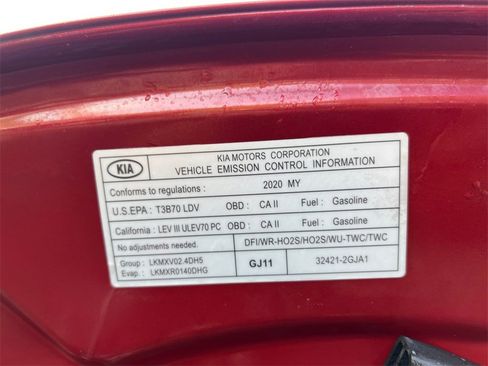 KIA
KIA MOTORS CORPORATION
VEHICLE EMISSION CONTROL INFORMATION
Conforms to regulations : 2020 MY
U.S.EPA : T3B70 LDV OBD : CA II Fuel : Gasoline
California : LEV III ULEV70 PC OBD : CA II Fuel : Gasoline
No adjustments needed. DFI/WR-HO2S/HO2S/WU-TWC/TWC
Group : LKMXV02.4DH5 GJ11 32421-2GJA1
Evap. : LKMXR0140DHG